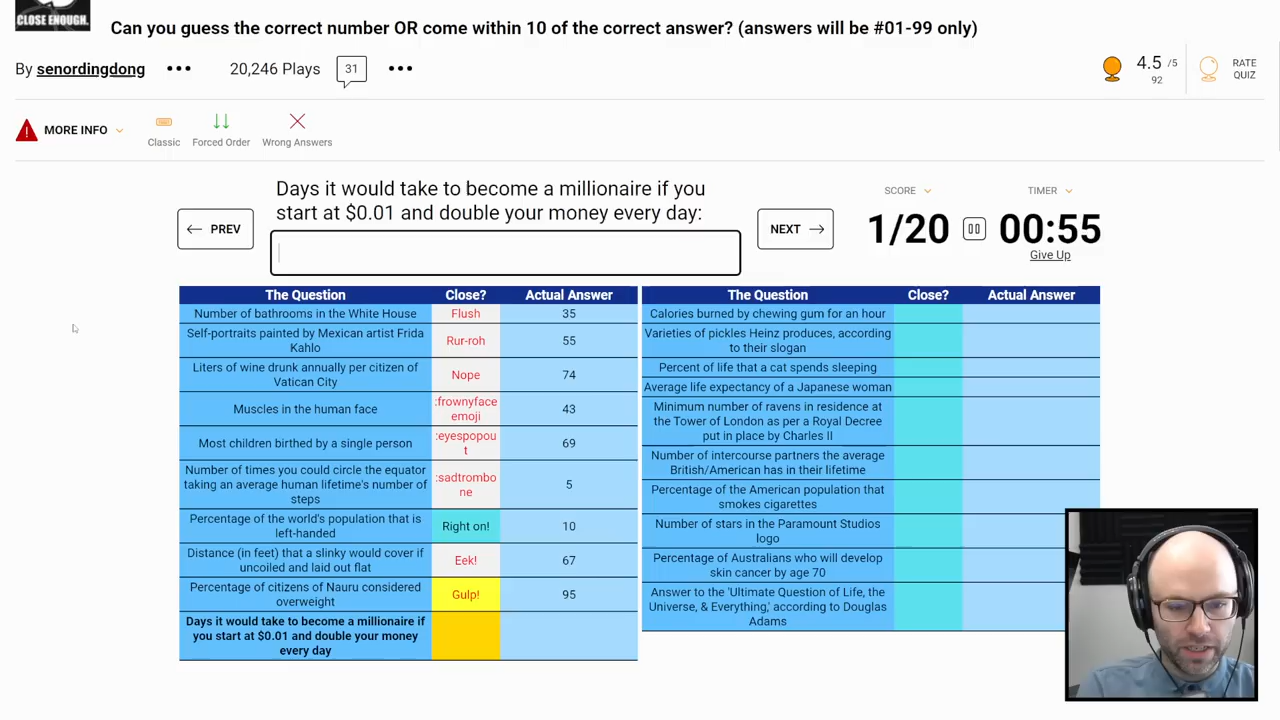 CLOSE ENOUGH.
Can you guess the correct number OR come within 10 of the correct answer? (answers will be #01-99 only)
By senordingdong
20,246 Plays
31
4.5 /5
92
RATE
QUIZ
MORE INFO
Classic
Forced Order
Wrong Answers
PREV
Days it would take to become a millionaire if you
start at $0.01 and double your money every day:
NEXT
SCORE
1/20
TIMER
00:55
Give Up
The Question Close? Actual Answer
Number of bathrooms in the White House Flush 35
Self-portraits painted by Mexican artist Frida
Kahlo
Rur-roh 55
Liters of wine drunk annually per citizen of
Vatican City
Nope 74
Muscles in the human face
:frownyface
emoji
43
Most children birthed by a single person
:eyespopou
t
69
Number of times you could circle the equator
taking an average human lifetime's number of
steps
:sadtrombo
ne
5
Percentage of the world's population that is
left-handed
Right on! 10
Distance (in feet) that a slinky would cover if
uncoiled and laid out flat
Eek! 67
Percentage of citizens of Nauru considered
overweight
Gulp! 95
Days it would take to become a millionaire if
you start at $0.01 and double your money
every day
The Question Close? Actual Answer
Calories burned by chewing gum for an hour
Varieties of pickles Heinz produces, according
to their slogan
Percent of life that a cat spends sleeping
Average life expectancy of a Japanese woman
Minimum number of ravens in residence at
the Tower of London as per a Royal Decree
put in place by Charles II
Number of intercourse partners the average
British/American has in their lifetime
Percentage of the American population that
smokes cigarettes
Number of stars in the Paramount Studios
logo
Percentage of Australians who will develop
skin cancer by age 70
Answer to the 'Ultimate Question of Life, the
Universe, & Everything,' according to Douglas
Adams